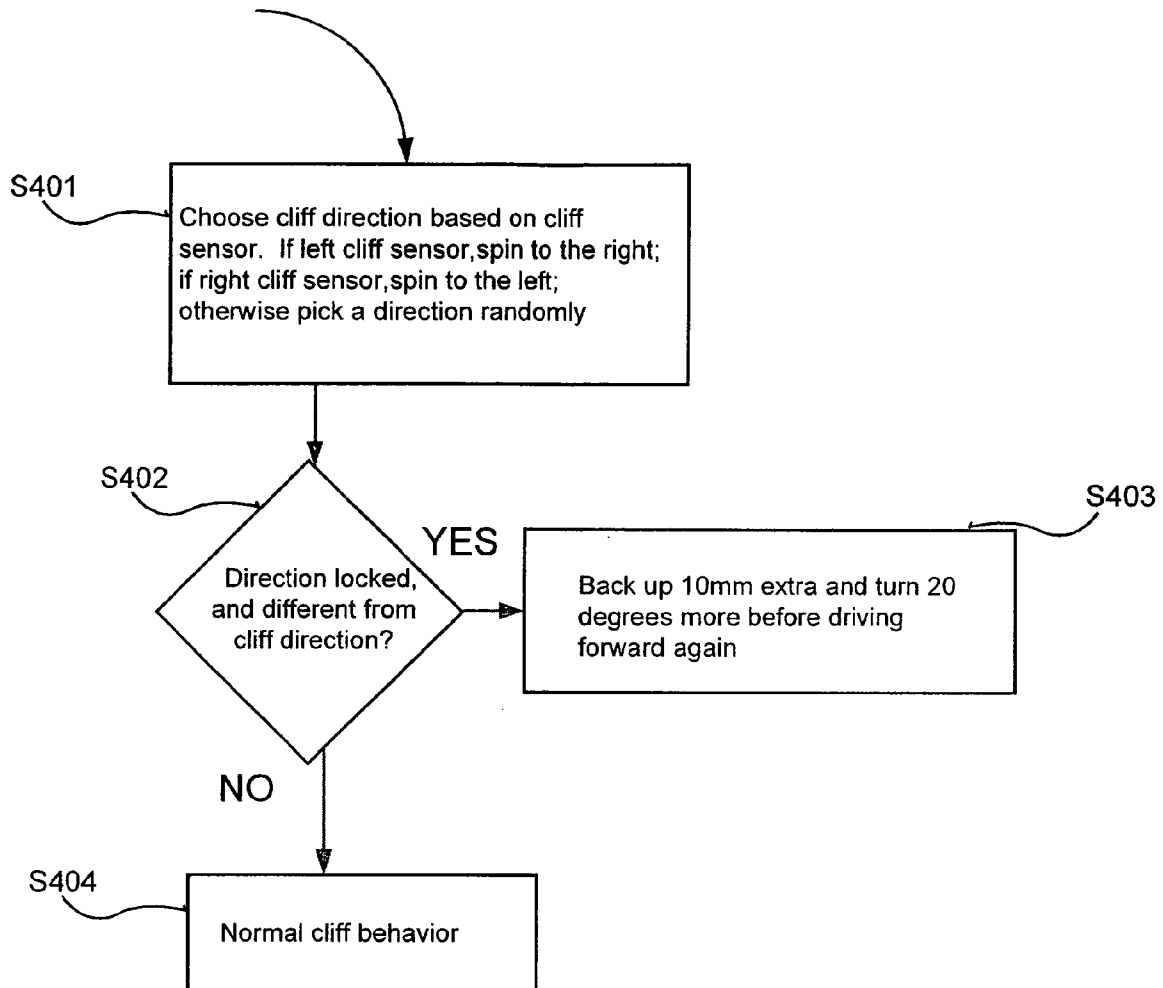 S401
Choose cliff direction based on cliff
sensor. If left cliff sensor,spin to the right;
if right cliff sensor,spin to the left;
otherwise pick a direction randomly
S402
Direction locked,
and different from
cliff direction?
YES
S403
Back up 10mm extra and turn 20
degrees more before driving
forward again
NO
S404
Normal cliff behavior